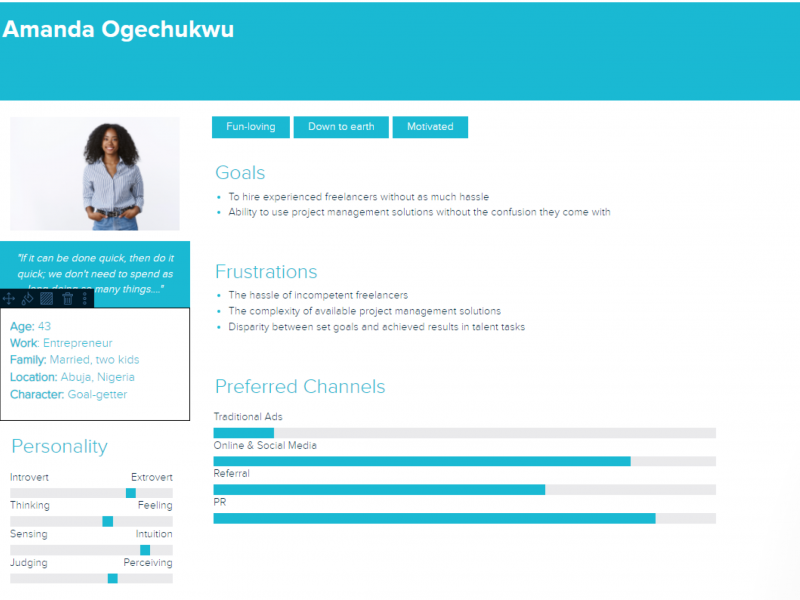 Amanda Ogechukwu
Fun-loving
Down to earth
Motivated
"If it can be done quick, then do it
quick; we don't need to spend as
many things...."
Age: 43
Work: Entrepreneur
Family: Married, two kids
Location: Abuja, Nigeria
Character: Goal-getter
Personality
Introvert Extrovert
Thinking Feeling
Sensing Intuition
Judging Perceiving
Goals
To hire experienced freelancers without as much hassle
Ability to use project management solutions without the confusion they come with
Frustrations
The hassle of incompetent freelancers
The complexity of available project management solutions
Disparity between set goals and achieved results in talent tasks
Preferred Channels
Traditional Ads
Online & Social Media
Referral
PR